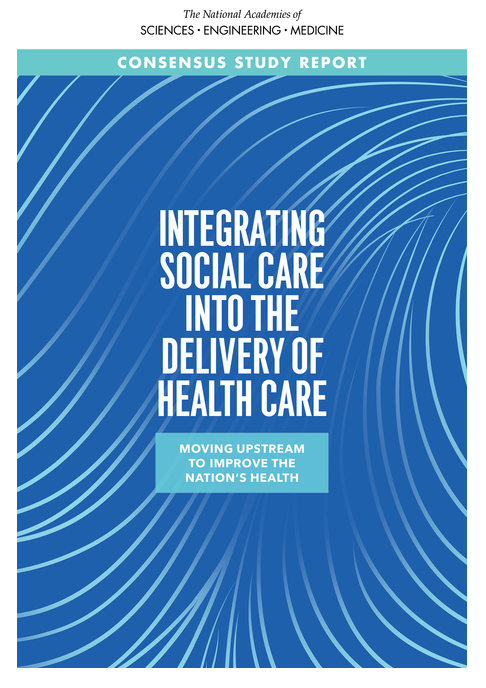 The National Academies of
SCIENCES • ENGINEERING • MEDICINE
CONSENSUS STUDY REPORT
INTEGRATING
SOCIAL CARE
INTO THE
DELIVERY OF
HEALTH CARE
MOVING UPSTREAM
TO IMPROVE THE
NATION'S HEALTH